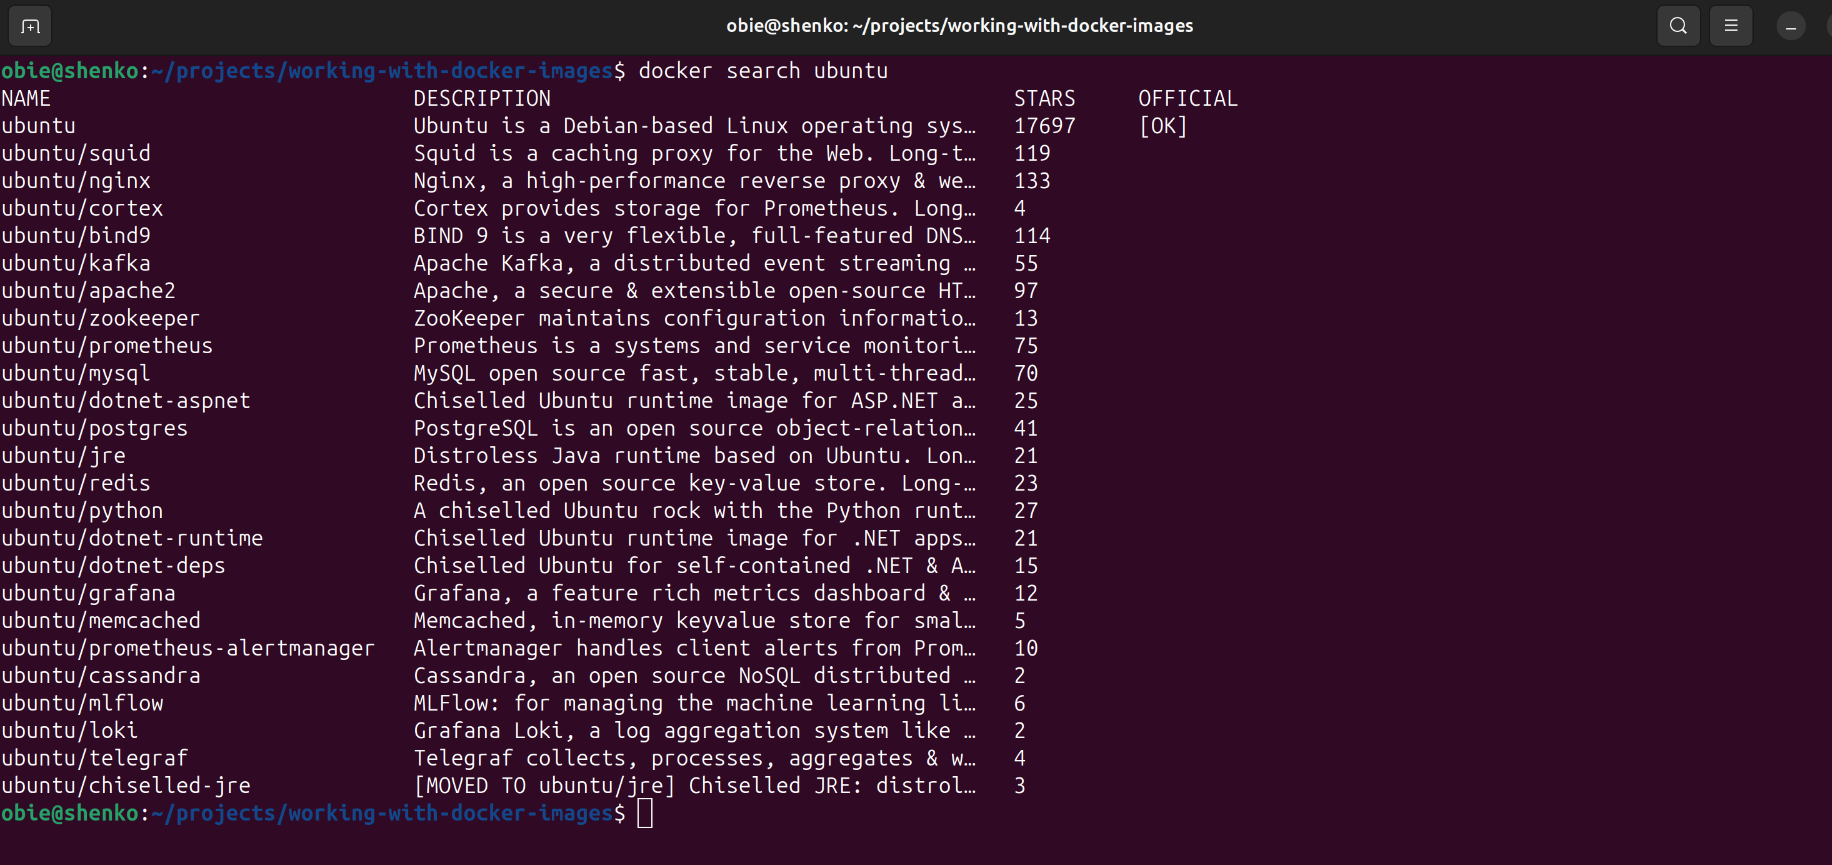 obie@shenko: ~/projects/working-with-docker-images
obie@shenko:~/projects/working-with-docker-images$ docker search ubuntu
NAME DESCRIPTION STARS OFFICIAL
ubuntu Ubuntu is a Debian-based Linux operating sys… 17697 [OK]
ubuntu/squid Squid is a caching proxy for the Web. Long-t… 119
ubuntu/nginx Nginx, a high-performance reverse proxy & we… 133
ubuntu/cortex Cortex provides storage for Prometheus. Long… 4
ubuntu/bind9 BIND 9 is a very flexible, full-featured DNS… 114
ubuntu/kafka Apache Kafka, a distributed event streaming … 55
ubuntu/apache2 Apache, a secure & extensible open-source HT… 97
ubuntu/zookeeper ZooKeeper maintains configuration informatio… 13
ubuntu/prometheus Prometheus is a systems and service monitori… 75
ubuntu/mysql MySQL open source fast, stable, multi-thread… 70
ubuntu/dotnet-aspnet Chiselled Ubuntu runtime image for ASP.NET a… 25
ubuntu/postgres PostgreSQL is an open source object-relation… 41
ubuntu/jre Distroless Java runtime based on Ubuntu. Lon… 21
ubuntu/redis Redis, an open source key-value store. Long-… 23
ubuntu/python A chiselled Ubuntu rock with the Python runt… 27
ubuntu/dotnet-runtime Chiselled Ubuntu runtime image for .NET apps… 21
ubuntu/dotnet-deps Chiselled Ubuntu for self-contained .NET & A… 15
ubuntu/grafana Grafana, a feature rich metrics dashboard & … 12
ubuntu/memcached Memcached, in-memory keyvalue store for smal… 5
ubuntu/prometheus-alertmanager Alertmanager handles client alerts from Prom… 10
ubuntu/cassandra Cassandra, an open source NoSQL distributed … 2
ubuntu/mlflow MLFlow: for managing the machine learning li… 6
ubuntu/loki Grafana Loki, a log aggregation system like … 2
ubuntu/telegraf Telegraf collects, processes, aggregates & w… 4
ubuntu/chiselled-jre [MOVED TO ubuntu/jre] Chiselled JRE: distrol… 3
obie@shenko:~/projects/working-with-docker-images$